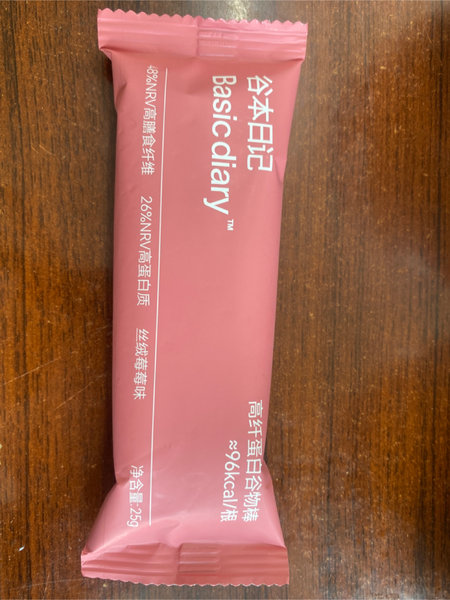 谷本日记
Basic diary™
高纤蛋白谷物棒
≈96kcal/根
48%NRV高膳食纤维
26%NRV高蛋白质
丝绒莓莓味
净含量:25g